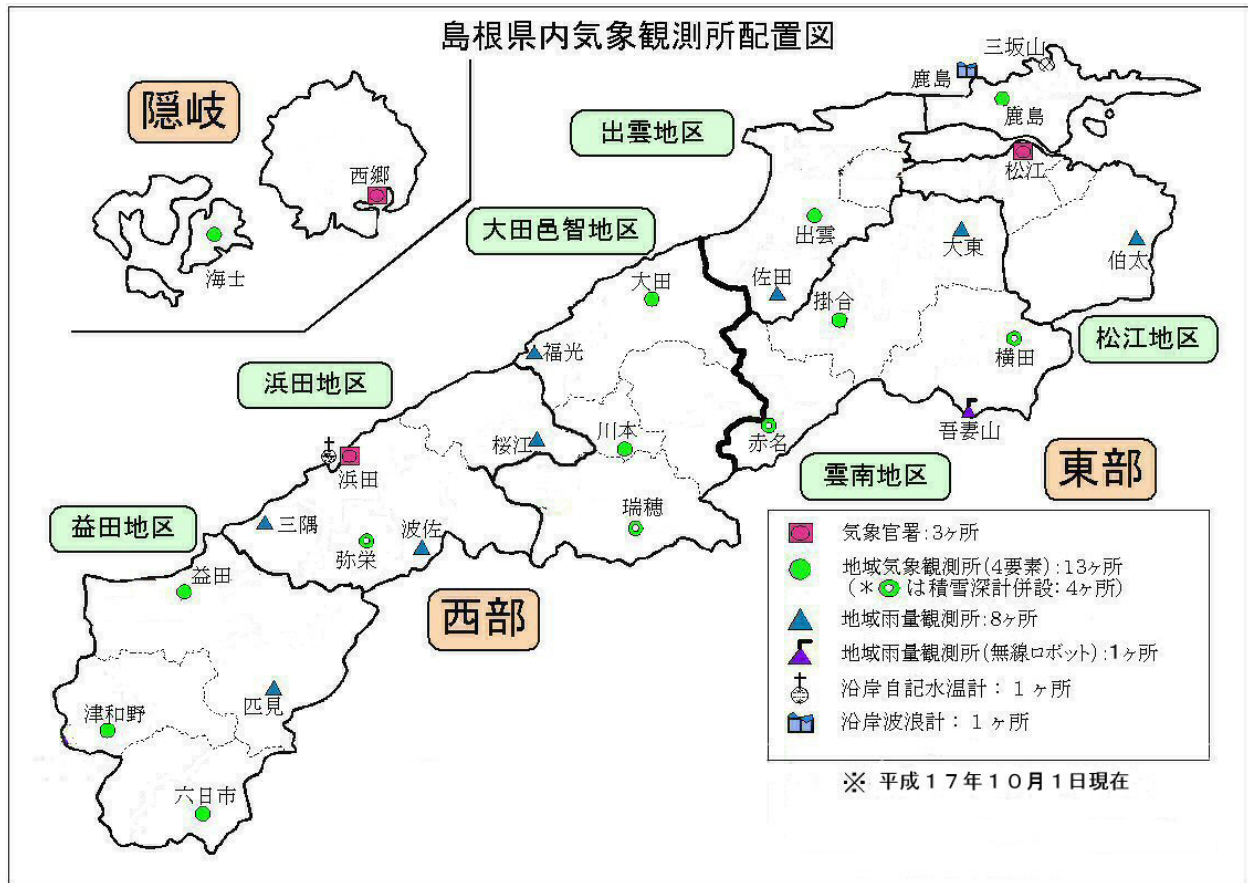 島根県内気象観測所配置図
隠岐
西郷
海士
三坂山
鹿島
鹿島
松江
出雲地区
出雲
大東
伯太
佐田
掛合
横田
松江地区
吾妻山
赤名
雲南地区
東部
大田邑智地区
大田
福光
川本
瑞穂
桜江
浜田地区
浜田
三隅
弥栄
波佐
西部
益田地区
益田
匹見
津和野
六日市
気象官署:3ヶ所
地域気象観測所(4要素):13ヶ所
(*は積雪深計併設:4ヶ所)
地域雨量観測所:8ヶ所
地域雨量観測所(無線ロボット):1ヶ所
沿岸自記水温計:1ヶ所
沿岸波浪計:1ヶ所
※ 平成17年10月1日現在